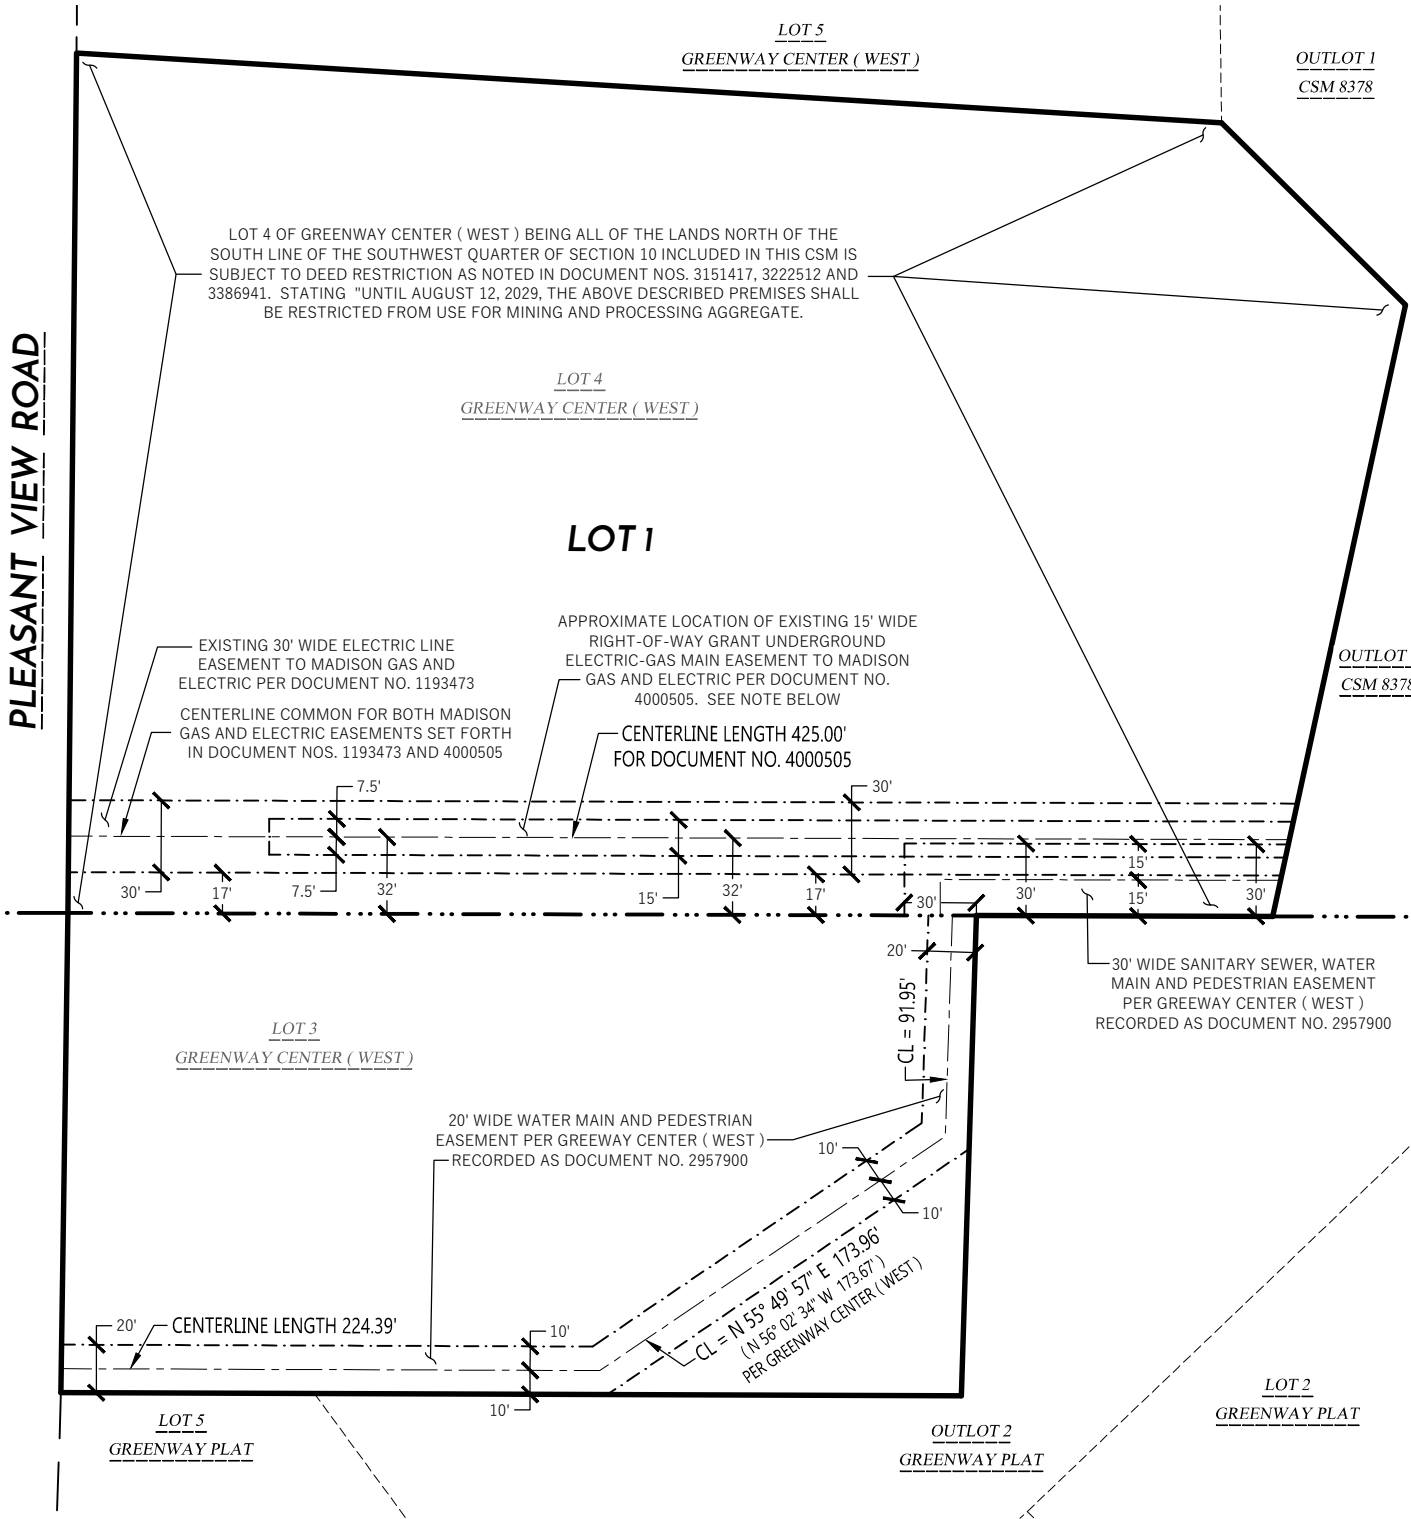 LOT 5
GREENWAY CENTER ( WEST )
OUTLOT 1
CSM 8378
LOT 4 OF GREENWAY CENTER ( WEST ) BEING ALL OF THE LANDS NORTH OF THE
SOUTH LINE OF THE SOUTHWEST QUARTER OF SECTION 10 INCLUDED IN THIS CSM IS
SUBJECT TO DEED RESTRICTION AS NOTED IN DOCUMENT NOS. 3151417, 3222512 AND
3386941. STATING "UNTIL AUGUST 12, 2029, THE ABOVE DESCRIBED PREMISES SHALL
BE RESTRICTED FROM USE FOR MINING AND PROCESSING AGGREGATE.
PLEASANT VIEW ROAD
LOT 4
GREENWAY CENTER ( WEST )
LOT 1
EXISTING 30' WIDE ELECTRIC LINE
EASEMENT TO MADISON GAS AND
ELECTRIC PER DOCUMENT NO. 1193473
CENTERLINE COMMON FOR BOTH MADISON
GAS AND ELECTRIC EASEMENTS SET FORTH
IN DOCUMENT NOS. 1193473 AND 4000505
APPROXIMATE LOCATION OF EXISTING 15' WIDE
RIGHT-OF-WAY GRANT UNDERGROUND
ELECTRIC-GAS MAIN EASEMENT TO MADISON
GAS AND ELECTRIC PER DOCUMENT NO.
4000505. SEE NOTE BELOW
CENTERLINE LENGTH 425.00'
FOR DOCUMENT NO. 4000505
OUTLOT
CSM 8378
7.5'
30'
15'
30'
17'
7.5'
32'
15'
32'
17'
30'
30'
15'
30'
20'
30' WIDE SANITARY SEWER, WATER
MAIN AND PEDESTRIAN EASEMENT
PER GREEWAY CENTER ( WEST )
RECORDED AS DOCUMENT NO. 2957900
CL = 91.95'
LOT 3
GREENWAY CENTER ( WEST )
20' WIDE WATER MAIN AND PEDESTRIAN
EASEMENT PER GREEWAY CENTER ( WEST )
RECORDED AS DOCUMENT NO. 2957900
10'
10'
CL = N 55° 49' 57" E 173.96'
( N 56° 02' 34" W 173.67' )
PER GREENWAY CENTER ( WEST )
20'
CENTERLINE LENGTH 224.39'
10'
10'
LOT 5
GREENWAY PLAT
OUTLOT 2
GREENWAY PLAT
LOT 2
GREENWAY PLAT